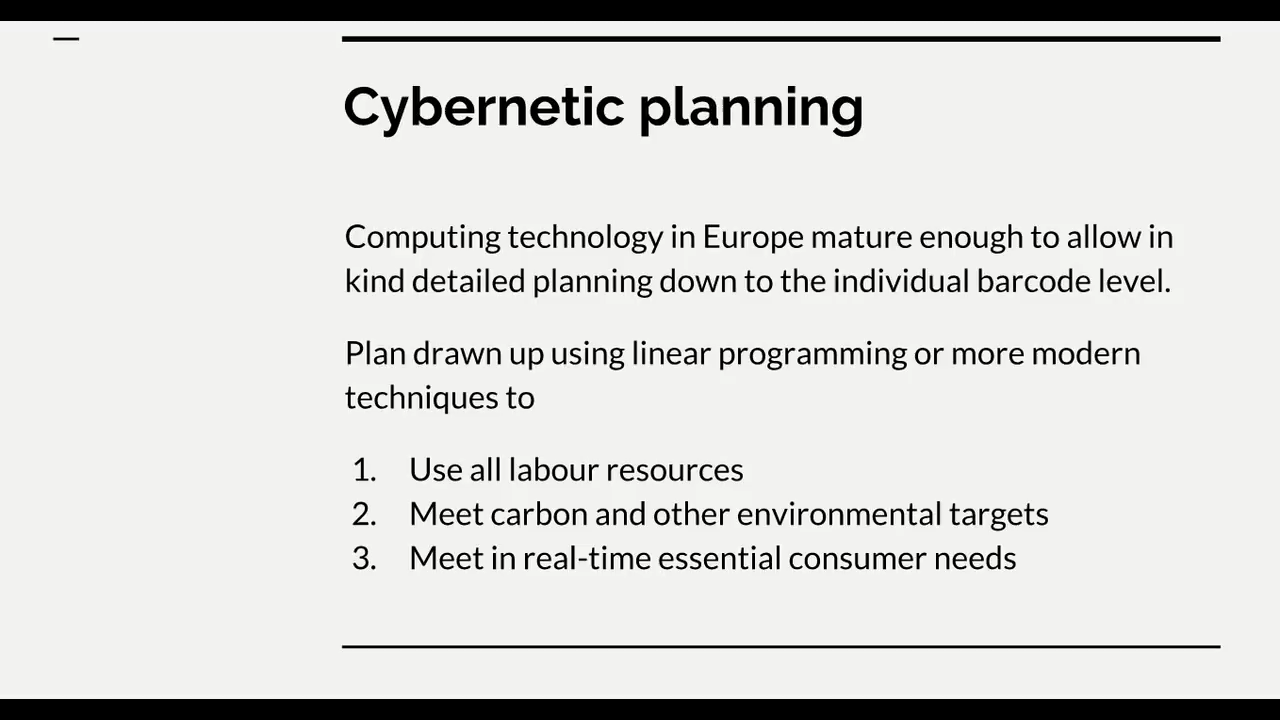 Cybernetic planning
Computing technology in Europe mature enough to allow in
kind detailed planning down to the individual barcode level.
Plan drawn up using linear programming or more modern
techniques to
1. Use all labour resources
2. Meet carbon and other environmental targets
3. Meet in real-time essential consumer needs